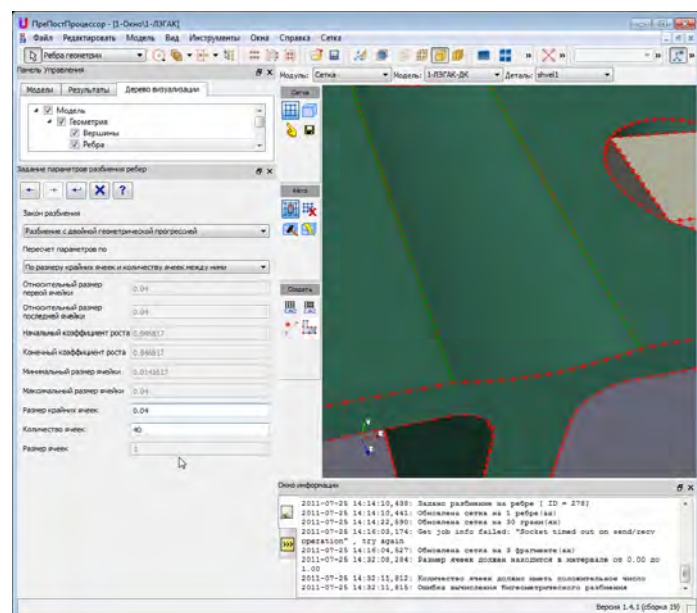 ПреПостПроцессор - [1-Окно\1-ЛЭГАК]
Файл Редактировать Модель Вид Инструменты Окна Справка Сетка
Ребра геометрии
Панель Управления
Модуль: Сетка Модель: 1-ЛЭГАК-ДК Деталь: shvel1
Модели Результаты Дерево визуализации
Сетка
Модель
Геометрия
Вершины
Ребра
Задание параметров разбиения ребер
Авто
Закон разбиения
Разбиение с двойной геометрической прогрессией
Пересчет параметров по
По размеру крайних ячеек и количеству ячеек между ними
Относительный размер первой ячейки 0.04
Создать
Относительный размер последней ячейки 0.04
Начальный коэффициент роста
Конечный коэффициент роста
Минимальный размер ячейки
Максимальный размер ячейки 0.04
Размер крайних ячеек 0.04
Количество ячеек 40
Размер ячеек 1
Окно информации
2011-07-25 14:14:10,438: Задано разбиение на ребре [ ID = 278]
2011-07-25 14:14:10,441: Обновлена сетка на 1 ребре(ах)
2011-07-25 14:14:22,590: Обновлена сетка на 30 гранях(ах)
2011-07-25 14:16:03,174: Get job info failed: "Socket timed out on send/recv
operation" , try again
2011-07-25 14:16:04,527: Обновлена сетка на 3 фрагменте(ах)
2011-07-25 14:32:08,284: Размер ячеек должен находится в интервале от 0.00 до
1.00
2011-07-25 14:32:11,812: Количество ячеек должно иметь положительное число
2011-07-25 14:32:11,815: Ошибка вычисления бигеометрического разбиения
Версия 1.4.1 (сборка 19)